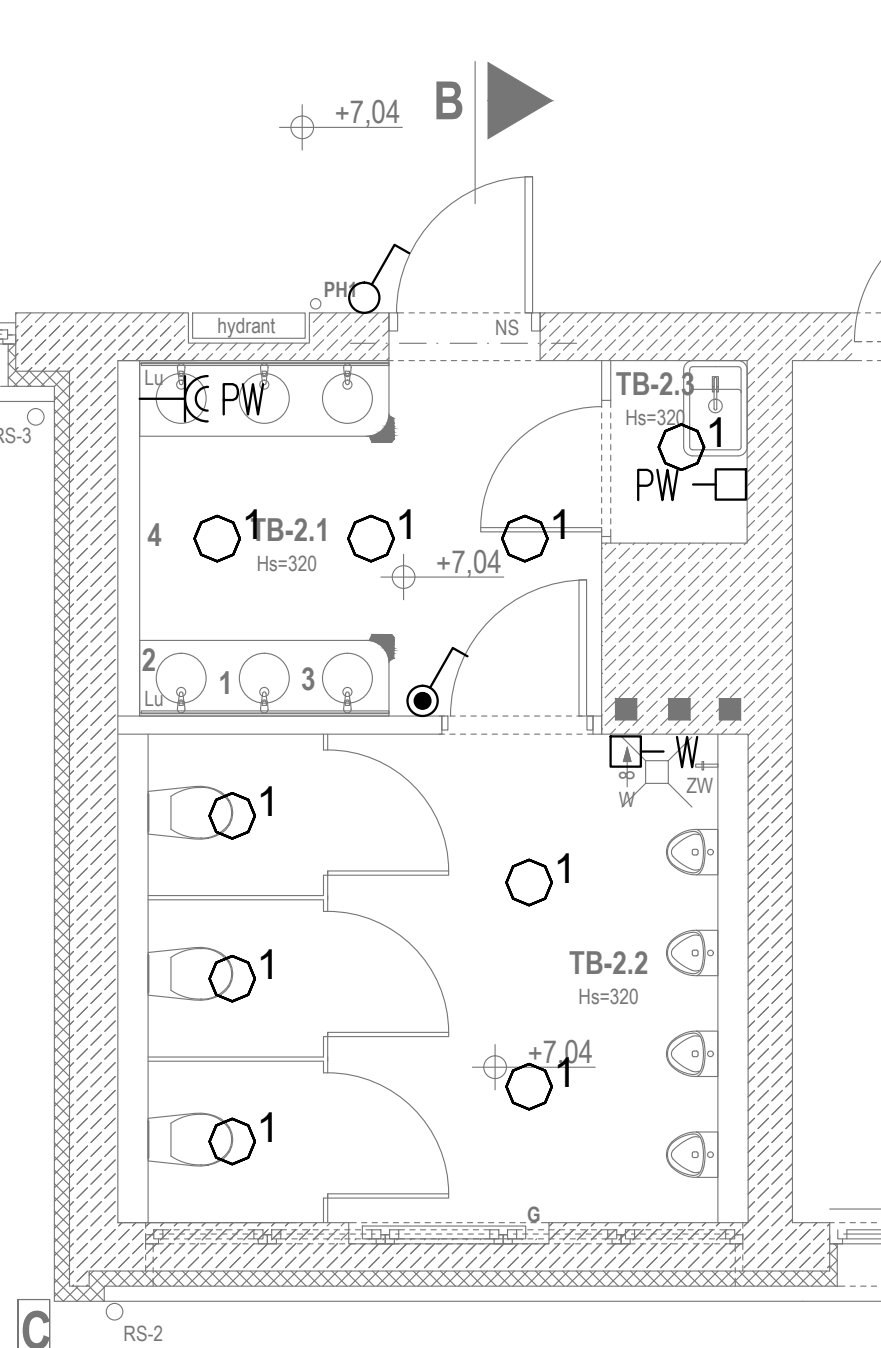 +7,04
B
PH1
hydrant
NS
Lu
PW
TB-2.3
Hs=320
1
RS-3
PW
4
1
TB-2.1
1
1
Hs=320
+7,04
2
1
3
Lu
W
ZW
8
W
1
1
1
TB-2.2
Hs=320
+7,04
1
1
G
C
RS-2